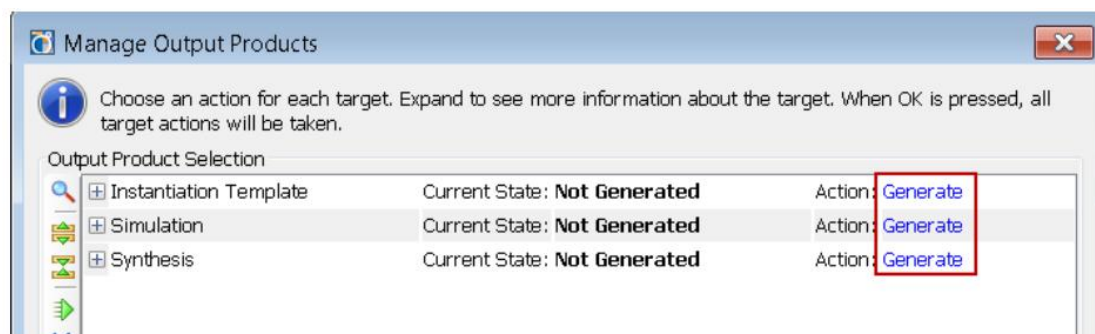 Manage Output Products
Choose an action for each target. Expand to see more information about the target. When OK is pressed, all
target actions will be taken.
Output Product Selection
Instantiation Template Current State: Not Generated Action: Generate
Simulation Current State: Not Generated Action: Generate
Synthesis Current State: Not Generated Action: Generate